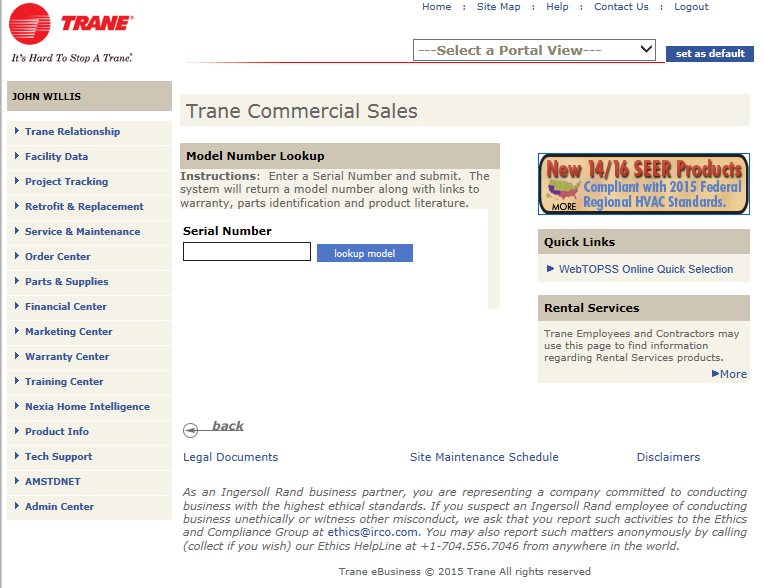 Home : Site Map : Help : Contact Us : Logout
TRANE®
It's Hard To Stop A Trane.®
---Select a Portal View---
set as default
JOHN WILLIS
Trane Relationship
Facility Data
Project Tracking
Retrofit & Replacement
Service & Maintenance
Order Center
Parts & Supplies
Financial Center
Marketing Center
Warranty Center
Training Center
Nexia Home Intelligence
Product Info
Tech Support
AMSTDNET
Admin Center
Trane Commercial Sales
Model Number Lookup
Instructions: Enter a Serial Number and submit. The
system will return a model number along with links to
warranty, parts identification and product literature.
Serial Number
lookup model
New 14/16 SEER Products
Compliant with 2015 Federal
Regional HVAC Standards.
MORE
Quick Links
WebTOPSS Online Quick Selection
Rental Services
Trane Employees and Contractors may
use this page to find information
regarding Rental Services products.
More
back
Legal Documents
Site Maintenance Schedule
Disclaimers
As an Ingersoll Rand business partner, you are representing a company committed to conducting
business with the highest ethical standards. If you suspect an Ingersoll Rand employee of conducting
business unethically or witness other misconduct, we ask that you report such activities to the Ethics
and Compliance Group at ethics@irco.com. You may also report such matters anonymously by calling
(collect if you wish) our Ethics HelpLine at +1-704.556.7046 from anywhere in the world.
Trane eBusiness © 2015 Trane All rights reserved